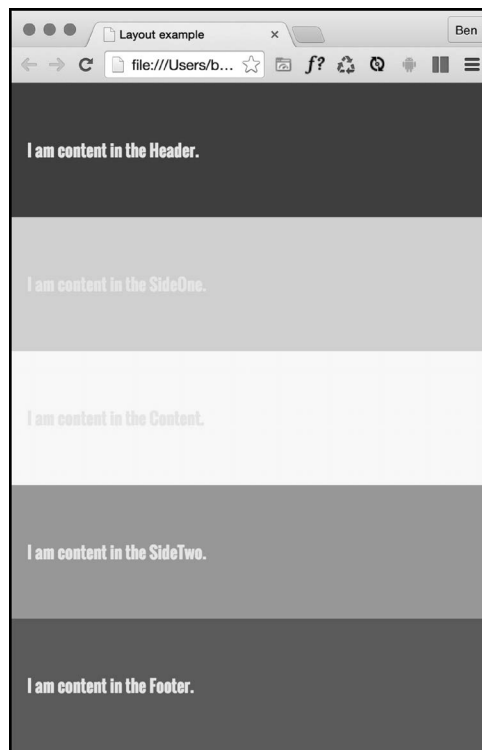 Layout example
Ben
file:///Users/b...
f?
I am content in the Header.
I am content in the SideOne.
I am content in the Content.
I am content in the SideTwo.
I am content in the Footer.